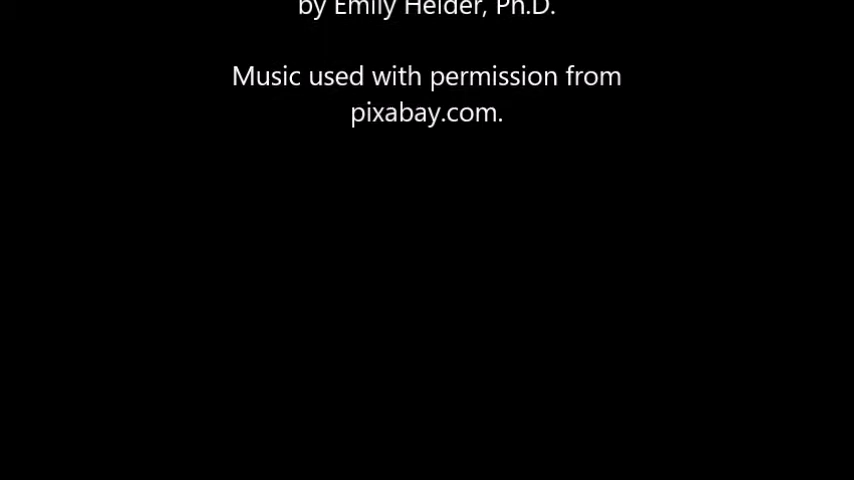 by Emily Helder, Ph.D.
Music used with permission from
pixabay.com.